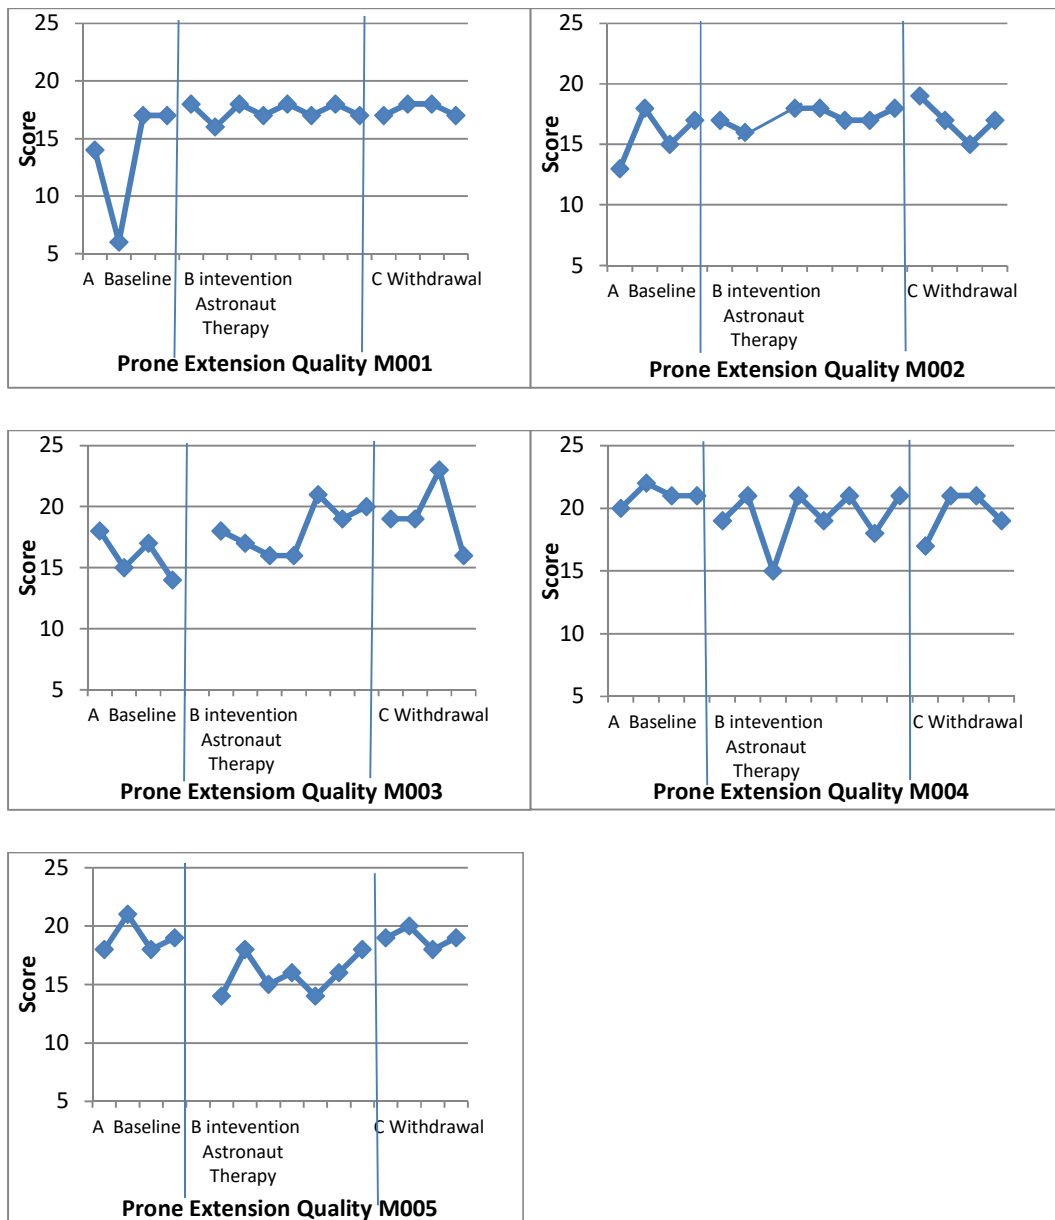 25
20
15
10
5
Score
A Baseline
B intevention
Astronaut
Therapy
C Withdrawal
Prone Extension Quality M001
25
20
15
10
5
Score
A Baseline
B intevention
Astronaut
Therapy
C Withdrawal
Prone Extension Quality M002
25
20
15
10
5
Score
A Baseline
B intevention
Astronaut
Therapy
C Withdrawal
Prone Extensiom Quality M003
25
20
15
10
5
Score
A Baseline
B intevention
Astronaut
Therapy
C Withdrawal
Prone Extension Quality M004
25
20
15
10
5
Score
A Baseline
B intevention
Astronaut
Therapy
C Withdrawal
Prone Extension Quality M005